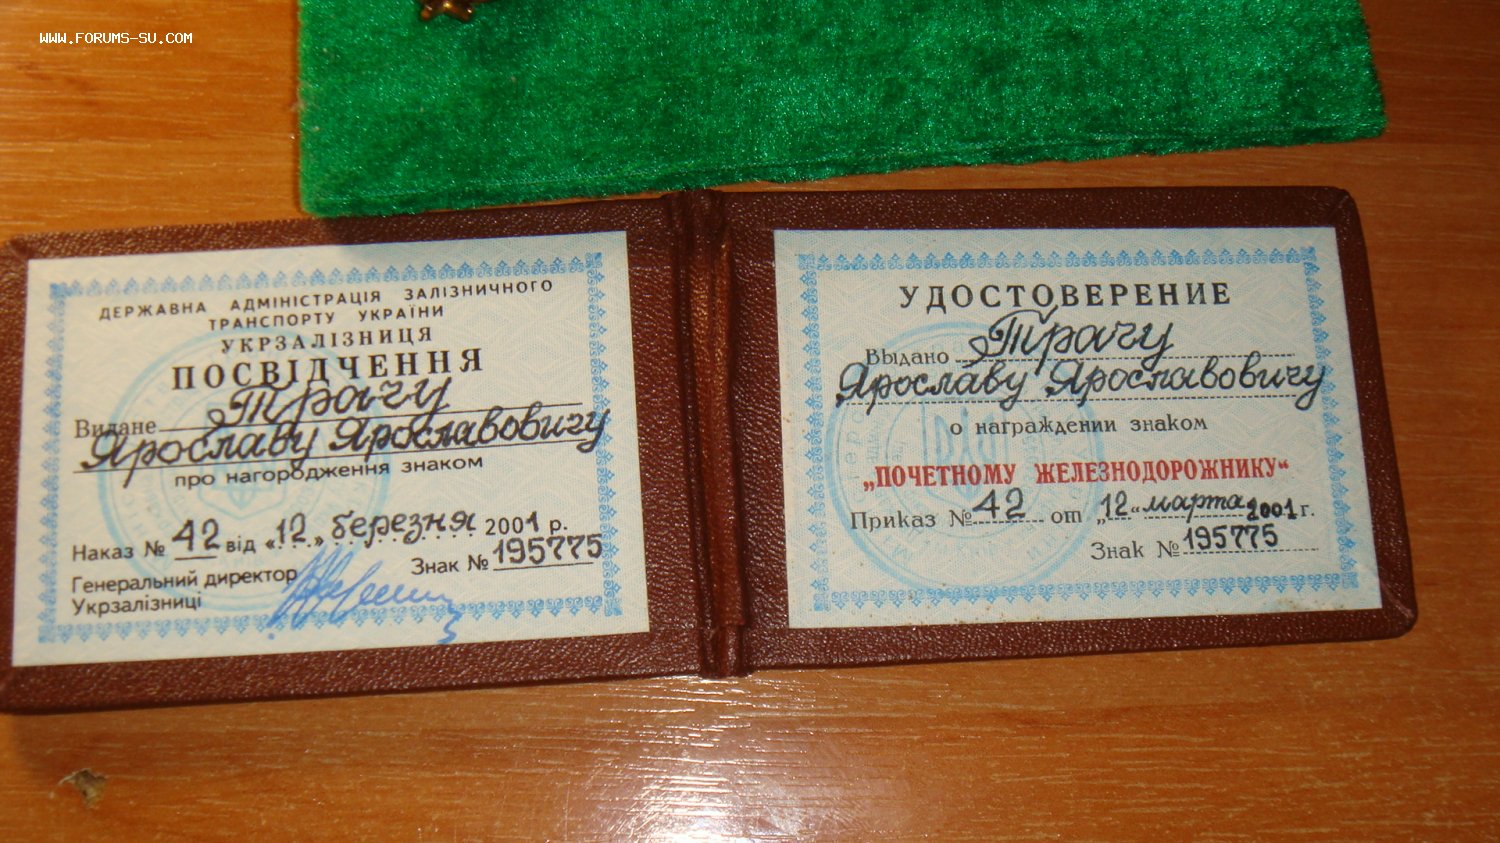 WWW.FORUMS-SU.COM
ДЕРЖАВНА АДМІНІСТРАЦІЯ ЗАЛІЗНИЧНОГО
ТРАНСПОРТУ УКРАЇНИ
УКРЗАЛІЗНИЦЯ
ПОСВІДЧЕННЯ
Видане Трачу
Ярославу Ярославовичу
про нагородження знаком
Наказ № 42 від «12» березня 2001 р.
Знак № 195775
Генеральний директор
Укрзалізниці
УДОСТОВЕРЕНИЕ
Выдано Трачу
Ярославу Ярославовичу
о награждении знаком
„ПОЧЕТНОМУ ЖЕЛЕЗНОДОРОЖНИКУ“
Приказ № 42 от „12“ марта 2001 г.
Знак № 195775